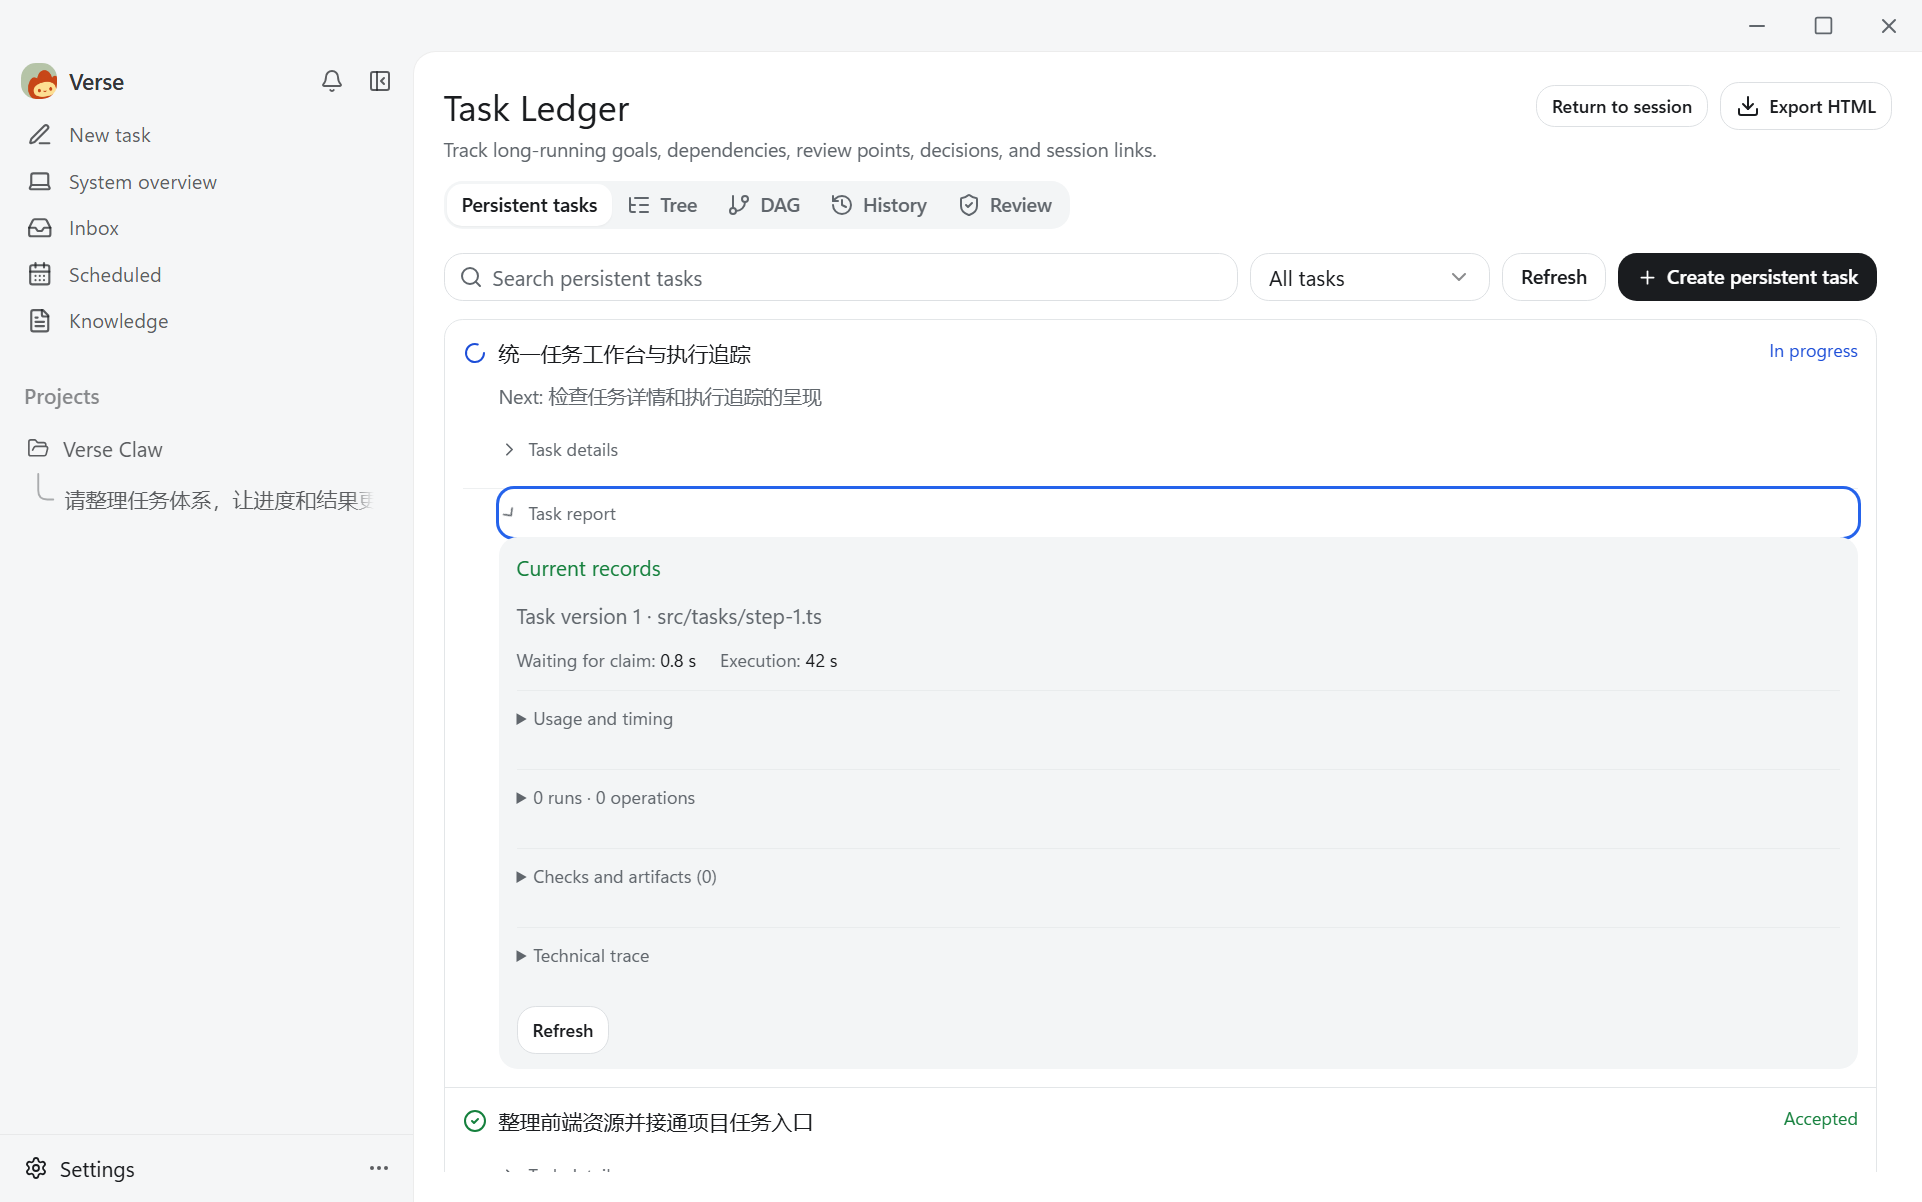 Verse
New task
System overview
Inbox
Scheduled
Knowledge
Projects
Verse Claw
请整理任务体系，让进度和结果更
Settings
Task Ledger
Return to session
Export HTML
Track long-running goals, dependencies, review points, decisions, and session links.
Persistent tasks
Tree
DAG
History
Review
Search persistent tasks
All tasks
Refresh
Create persistent task
统一任务工作台与执行追踪
In progress
Next: 检查任务详情和执行追踪的呈现
Task details
Task report
Current records
Task version 1 · src/tasks/step-1.ts
Waiting for claim: 0.8 s Execution: 42 s
Usage and timing
0 runs · 0 operations
Checks and artifacts (0)
Technical trace
Refresh
整理前端资源并接通项目任务入口
Accepted